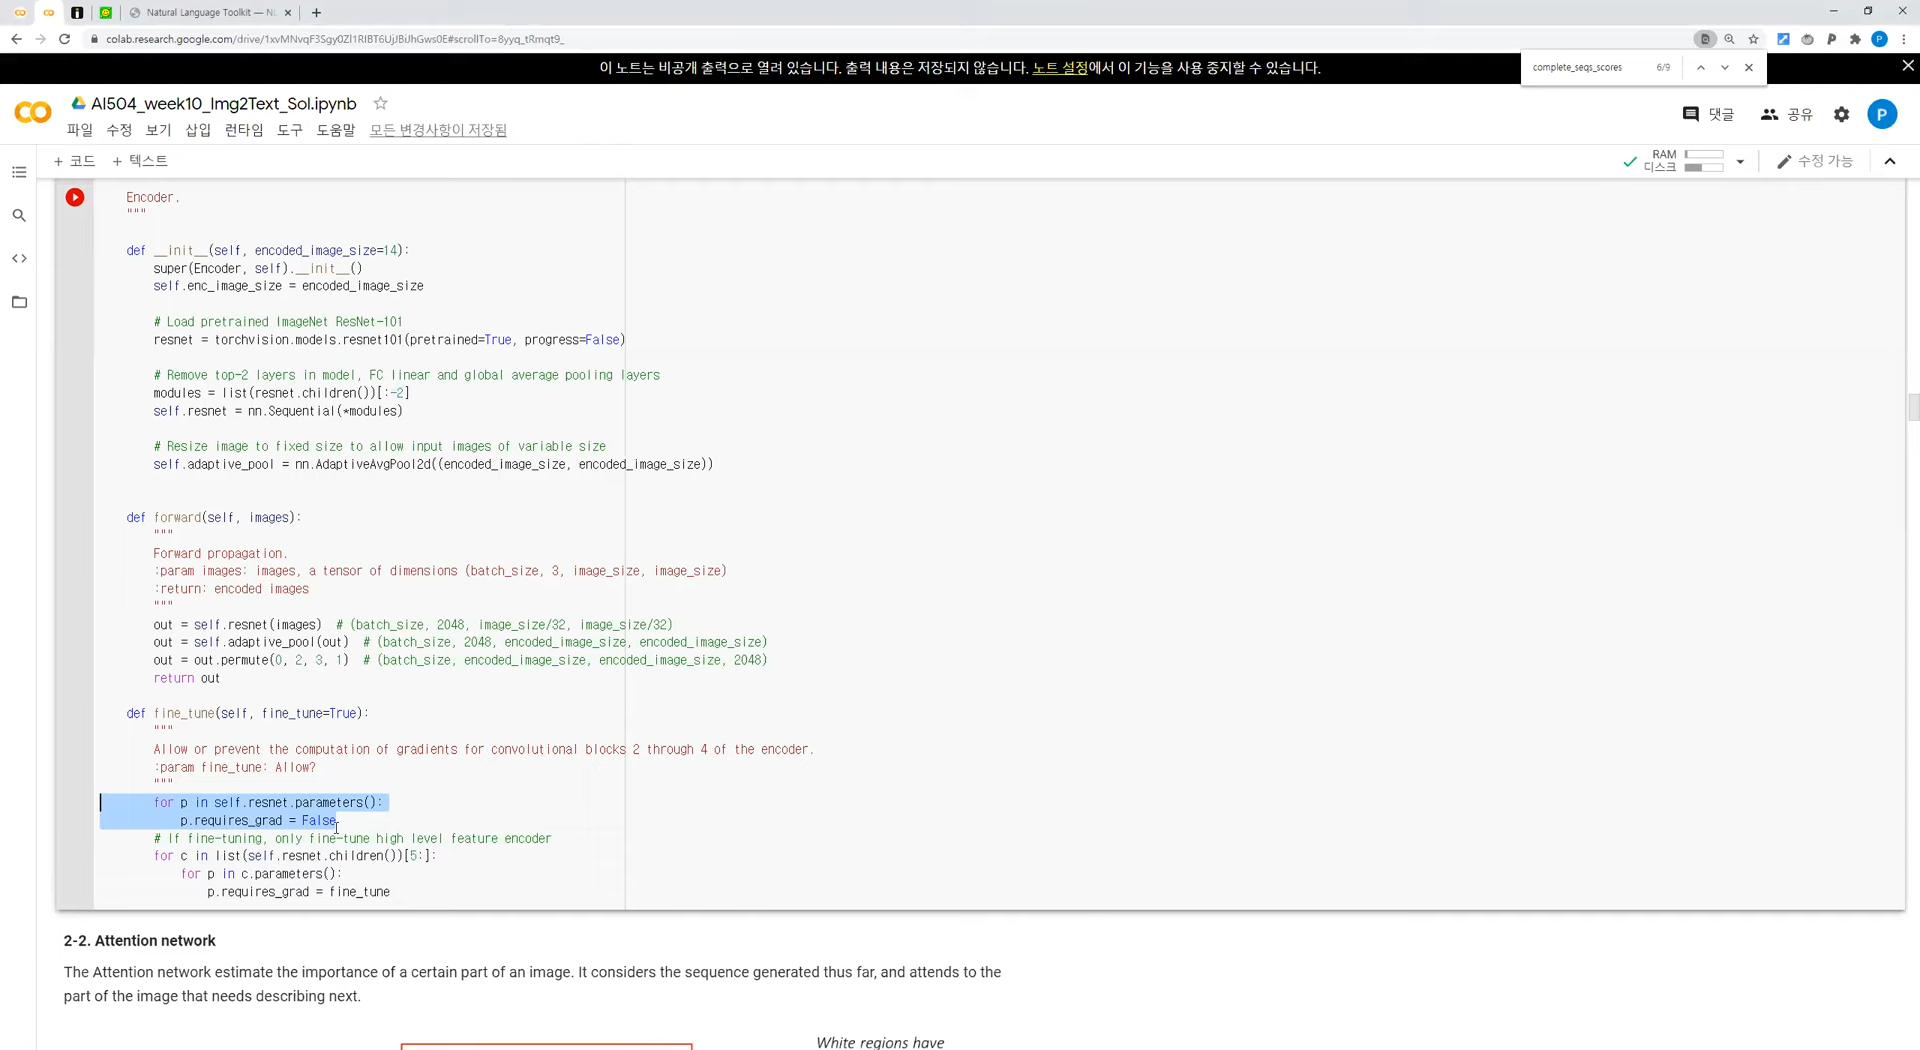 Natural Language Toolkit — NL
colab.research.google.com/drive/1xvMNvqF3Sgy0Zl1RIBT6UjJBiJhGws0E#scrollTo=8yyq_tRmqt9_
이 노트는 비공개 출력으로 열려 있습니다. 출력 내용은 저장되지 않습니다. 노트 설정에서 이 기능을 사용 중지할 수 있습니다.
complete_seqs_scores 6/9
AI504_week10_Img2Text_Sol.ipynb
댓글 공유 P
파일 수정 보기 삽입 런타임 도구 도움말 모든 변경사항이 저장됨
+ 코드 + 텍스트
RAM
디스크
수정 가능
Encoder.
"""
def __init__(self, encoded_image_size=14):
super(Encoder, self).__init__()
self.enc_image_size = encoded_image_size
# Load pretrained ImageNet ResNet-101
resnet = torchvision.models.resnet101(pretrained=True, progress=False)
# Remove top-2 layers in model, FC linear and global average pooling layers
modules = list(resnet.children())[:-2]
self.resnet = nn.Sequential(*modules)
# Resize image to fixed size to allow input images of variable size
self.adaptive_pool = nn.AdaptiveAvgPool2d((encoded_image_size, encoded_image_size))
def forward(self, images):
"""
Forward propagation.
:param images: images, a tensor of dimensions (batch_size, 3, image_size, image_size)
:return: encoded images
"""
out = self.resnet(images) # (batch_size, 2048, image_size/32, image_size/32)
out = self.adaptive_pool(out) # (batch_size, 2048, encoded_image_size, encoded_image_size)
out = out.permute(0, 2, 3, 1) # (batch_size, encoded_image_size, encoded_image_size, 2048)
return out
def fine_tune(self, fine_tune=True):
"""
Allow or prevent the computation of gradients for convolutional blocks 2 through 4 of the encoder.
:param fine_tune: Allow?
"""
for p in self.resnet.parameters():
p.requires_grad = False
# If fine-tuning, only fine-tune high level feature encoder
for c in list(self.resnet.children())[5:]:
for p in c.parameters():
p.requires_grad = fine_tune
2-2. Attention network
The Attention network estimate the importance of a certain part of an image. It considers the sequence generated thus far, and attends to the
part of the image that needs describing next.
White regions have